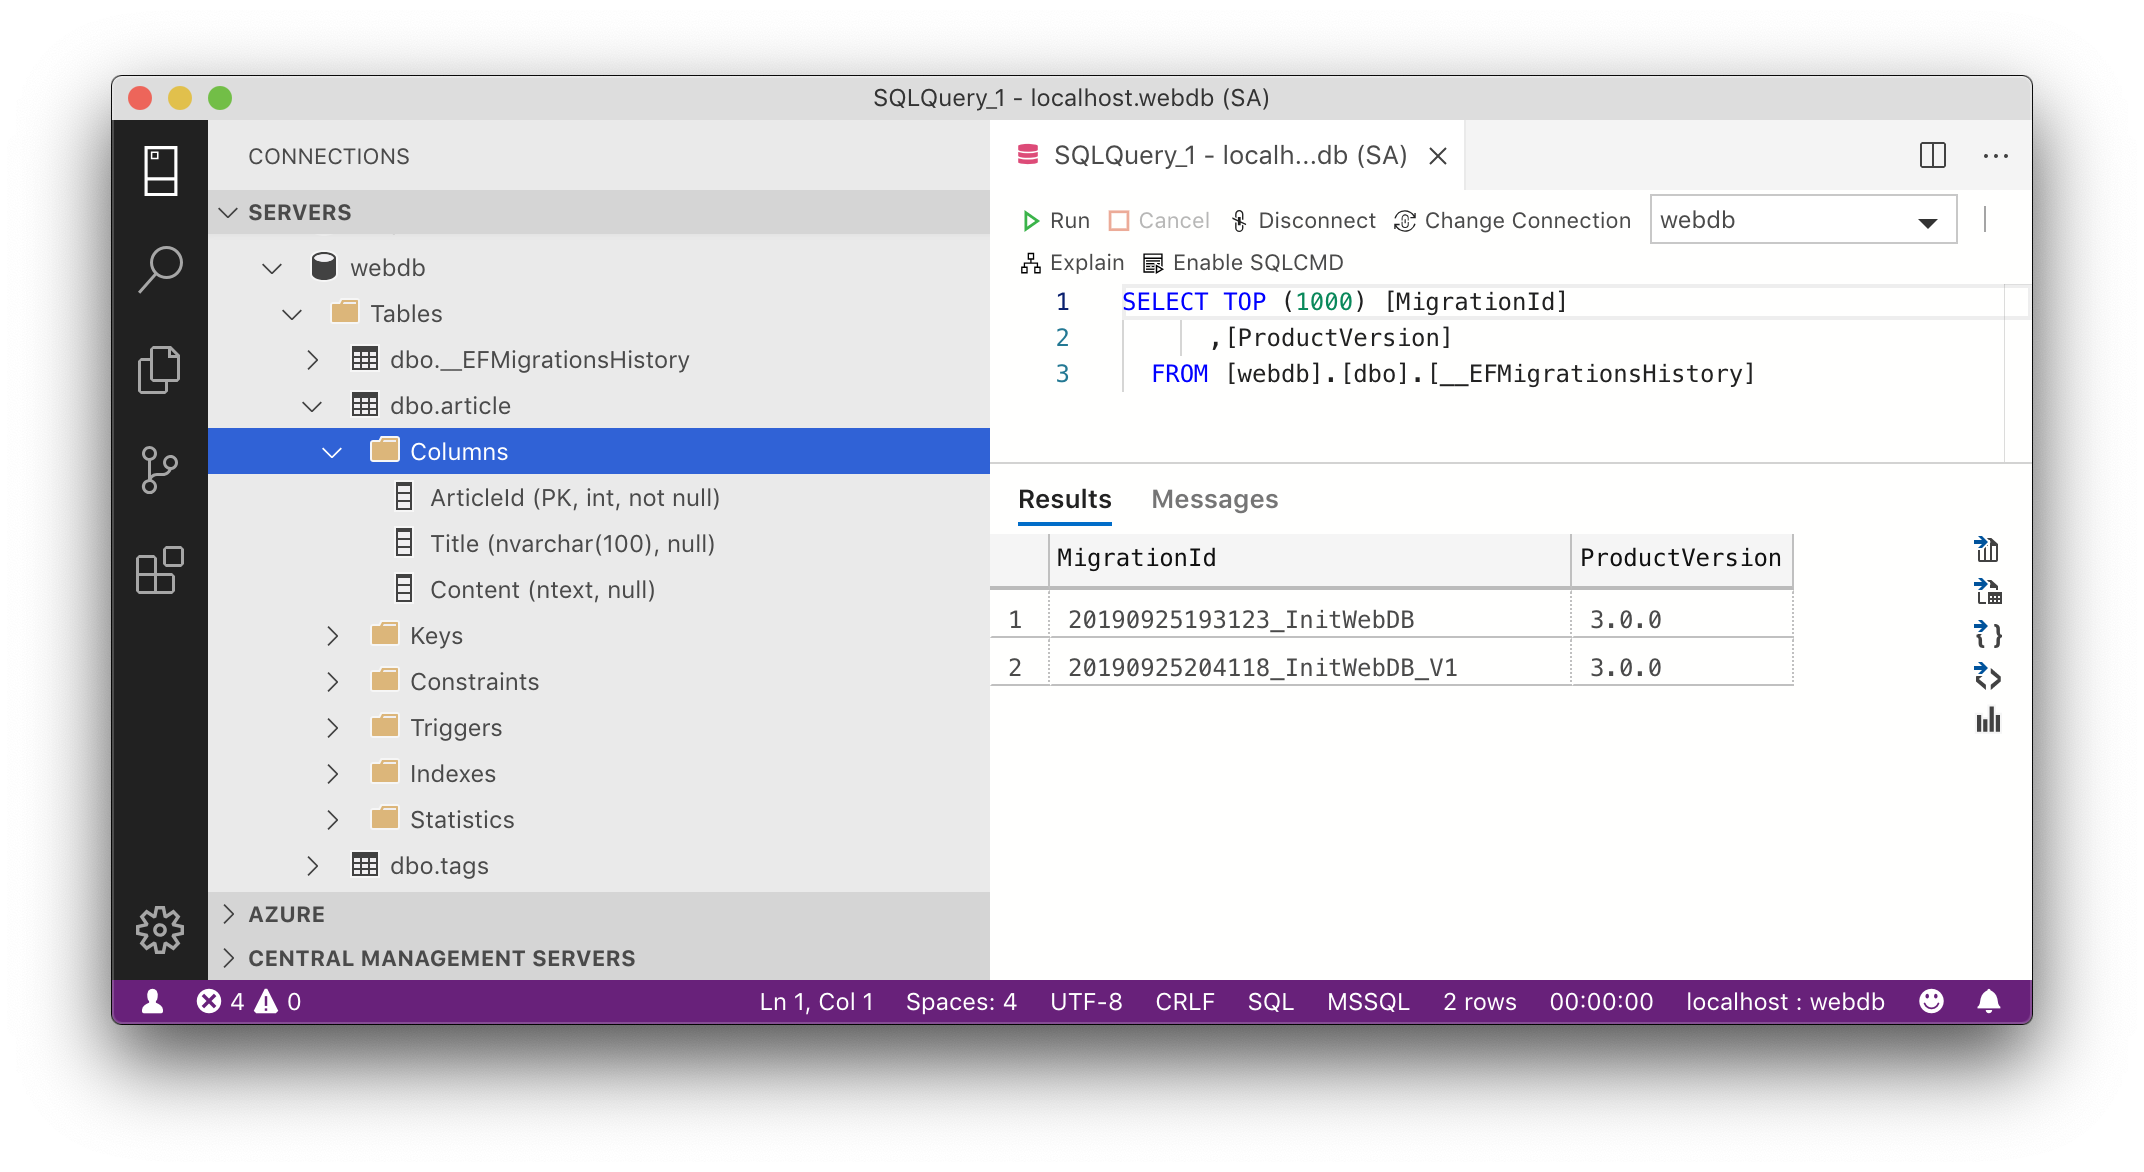 SQLQuery_1 - localhost.webdb (SA)
CONNECTIONS
SERVERS
webdb
Tables
dbo.__EFMigrationsHistory
dbo.article
Columns
ArticleId (PK, int, not null)
Title (nvarchar(100), null)
Content (ntext, null)
Keys
Constraints
Triggers
Indexes
Statistics
dbo.tags
AZURE
CENTRAL MANAGEMENT SERVERS
SQLQuery_1 - localh...db (SA)
Run Cancel Disconnect Change Connection webdb
Explain Enable SQLCMD
1 SELECT TOP (1000) [MigrationId]
2 ,[ProductVersion]
3 FROM [webdb].[dbo].[__EFMigrationsHistory]
Results Messages
MigrationId ProductVersion
1 20190925193123_InitWebDB 3.0.0
2 20190925204118_InitWebDB_V1 3.0.0
4 0 Ln 1, Col 1 Spaces: 4 UTF-8 CRLF SQL MSSQL 2 rows 00:00:00 localhost : webdb